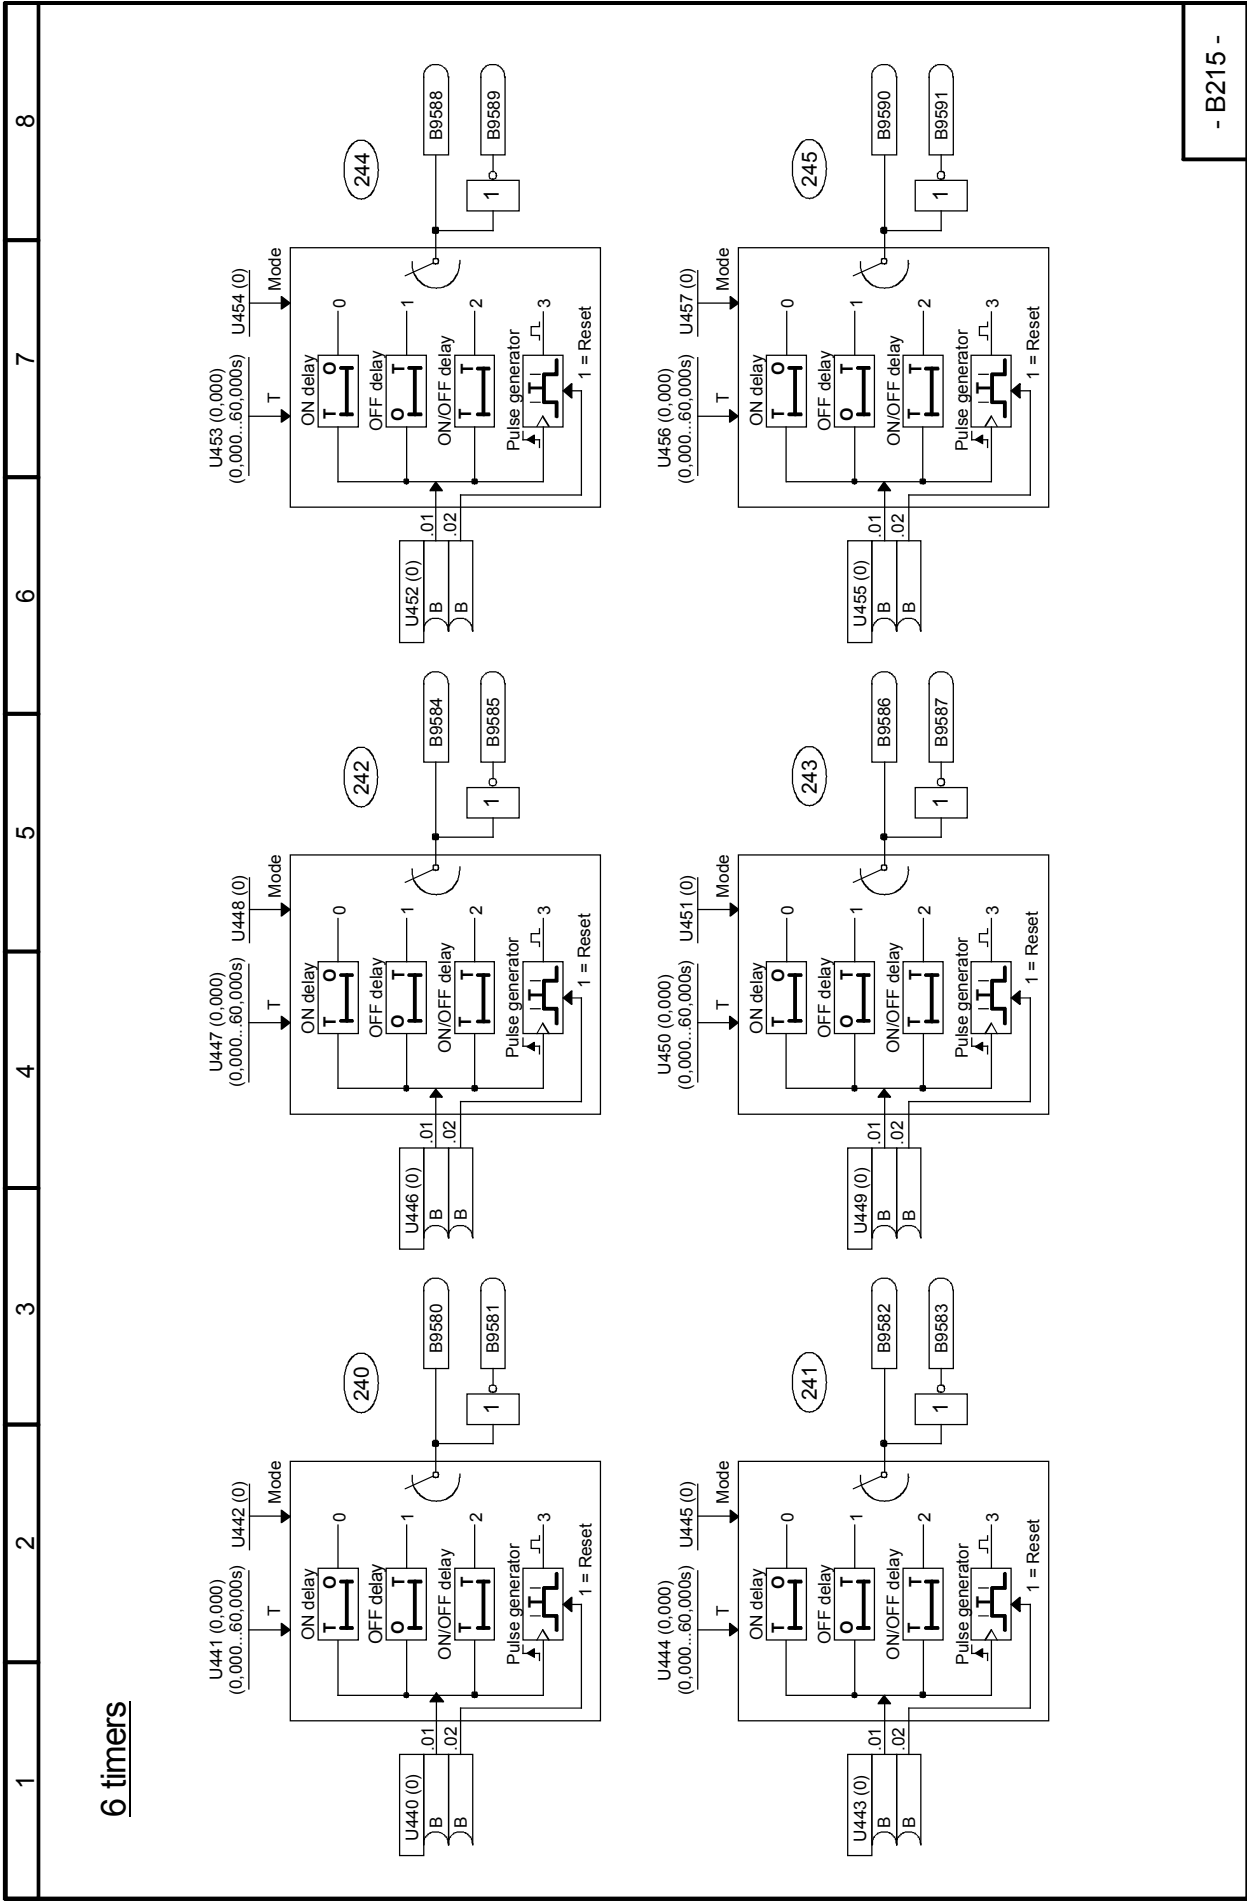 1 2 3 4 5 6 7 8
6 timers
U441 (0,000)
(0,000...60,000s)
T
U442 (0)
Mode
240
U440 (0)
B
.01
B
.02
ON delay
T O
0
OFF delay
O T
1
ON/OFF delay
T T
2
Pulse generator
T
3
1 = Reset
B9580
1
B9581
U447 (0,000)
(0,000...60,000s)
T
U448 (0)
Mode
242
U446 (0)
B
.01
B
.02
ON delay
T O
0
OFF delay
O T
1
ON/OFF delay
T T
2
Pulse generator
T
3
1 = Reset
B9584
1
B9585
U453 (0,000)
(0,000...60,000s)
T
U454 (0)
Mode
244
U452 (0)
B
.01
B
.02
ON delay
T O
0
OFF delay
O T
1
ON/OFF delay
T T
2
Pulse generator
T
3
1 = Reset
B9588
1
B9589
U444 (0,000)
(0,000...60,000s)
T
U445 (0)
Mode
241
U443 (0)
B
.01
B
.02
ON delay
T O
0
OFF delay
O T
1
ON/OFF delay
T T
2
Pulse generator
T
3
1 = Reset
B9582
1
B9583
U450 (0,000)
(0,000...60,000s)
T
U451 (0)
Mode
243
U449 (0)
B
.01
B
.02
ON delay
T O
0
OFF delay
O T
1
ON/OFF delay
T T
2
Pulse generator
T
3
1 = Reset
B9586
1
B9587
U456 (0,000)
(0,000...60,000s)
T
U457 (0)
Mode
245
U455 (0)
B
.01
B
.02
ON delay
T O
0
OFF delay
O T
1
ON/OFF delay
T T
2
Pulse generator
T
3
1 = Reset
B9590
1
B9591
- B215 -